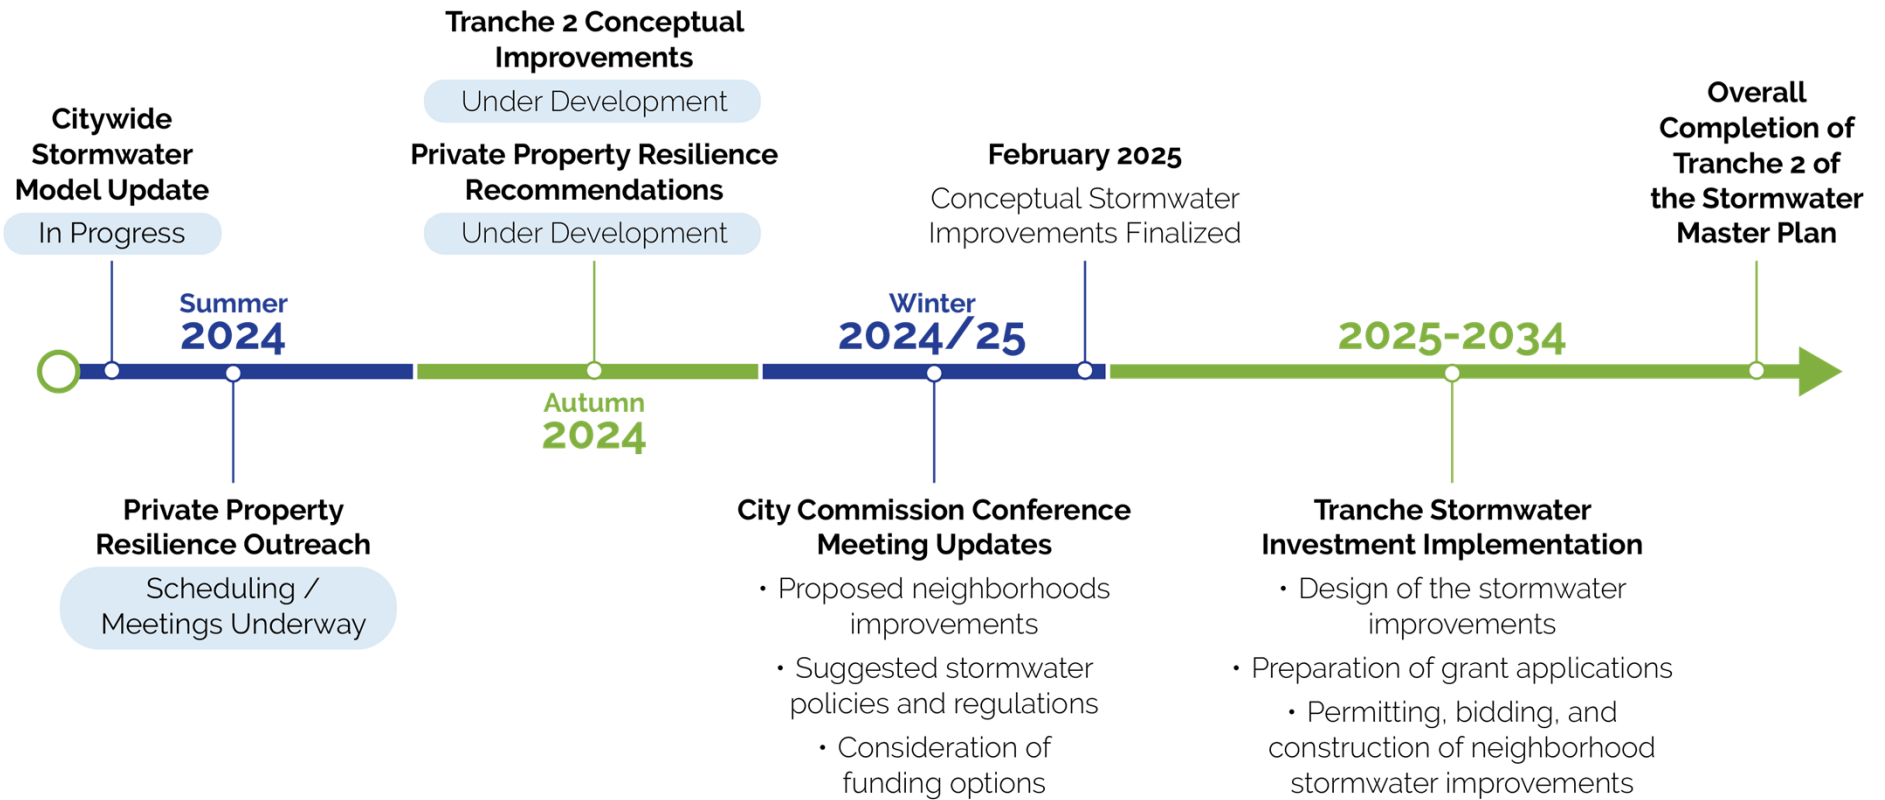 Citywide
Stormwater
Model Update
In Progress
Summer
2024
Private Property
Resilience Outreach
Scheduling /
Meetings Underway
Tranche 2 Conceptual
Improvements
Under Development
Private Property Resilience
Recommendations
Under Development
Autumn
2024
Winter
2024/25
February 2025
Conceptual Stormwater
Improvements Finalized
City Commission Conference
Meeting Updates
• Proposed neighborhoods
improvements
• Suggested stormwater
policies and regulations
• Consideration of
funding options
2025-2034
Tranche Stormwater
Investment Implementation
• Design of the stormwater
improvements
• Preparation of grant applications
• Permitting, bidding, and
construction of neighborhood
stormwater improvements
Overall
Completion of
Tranche 2 of
the Stormwater
Master Plan